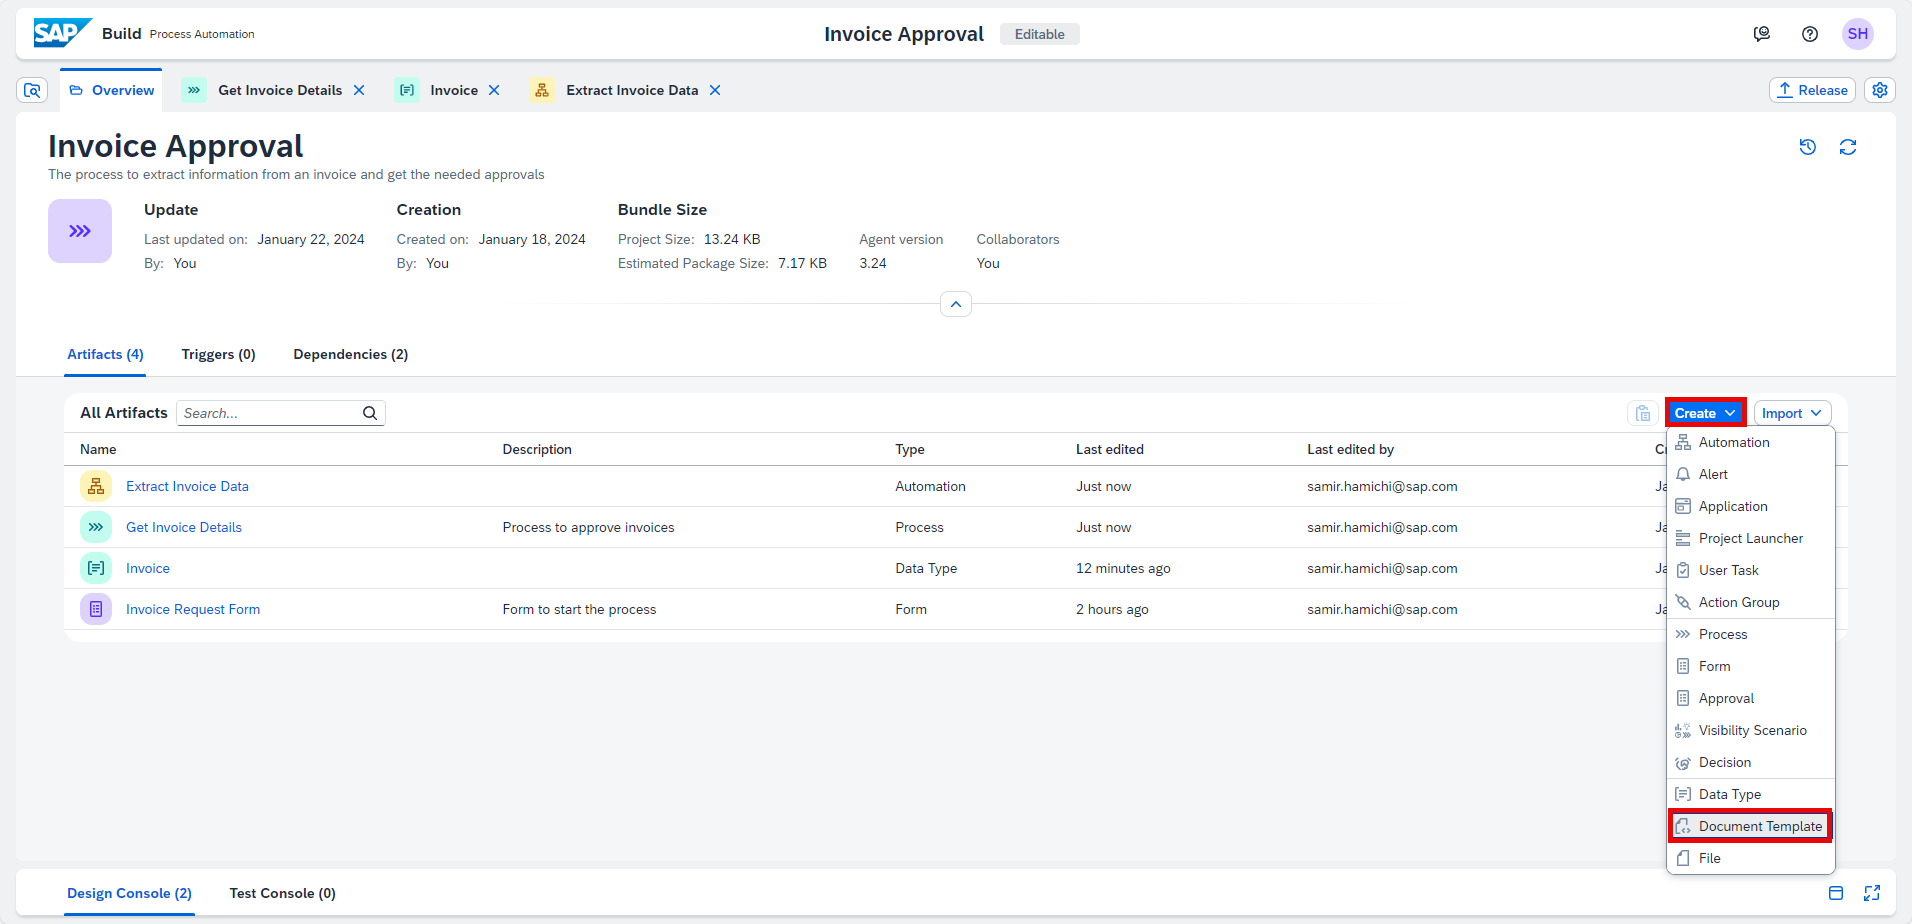 SAP Build Process Automation
Invoice Approval Editable
SH
Overview Get Invoice Details Invoice Extract Invoice Data Release
Invoice Approval
The process to extract information from an invoice and get the needed approvals
Update Creation Bundle Size
Last updated on: January 22, 2024 Created on: January 18, 2024 Project Size: 13.24 KB Agent version Collaborators
By: You By: You Estimated Package Size: 7.17 KB 3.24 You
Artifacts (4) Triggers (0) Dependencies (2)
All Artifacts Search... Create Import
Name Description Type Last edited Last edited by
Extract Invoice Data Automation Just now samir.hamichi@sap.com Ja
Get Invoice Details Process to approve invoices Process Just now samir.hamichi@sap.com Ja
Invoice Data Type 12 minutes ago samir.hamichi@sap.com Ja
Invoice Request Form Form to start the process Form 2 hours ago samir.hamichi@sap.com Ja
Automation
Alert
Application
Project Launcher
User Task
Action Group
Process
Form
Approval
Visibility Scenario
Decision
Data Type
Document Template
File
Design Console (2) Test Console (0)